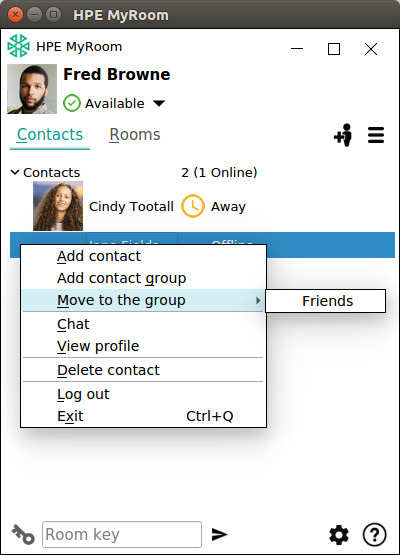 HPE MyRoom
HPE MyRoom
Fred Browne
Available
Contacts Rooms
Contacts 2 (1 Online)
Cindy Tootall Away
Jane Fields Offline
Add contact
Add contact group
Move to the group Friends
Chat
View profile
Delete contact
Log out
Exit Ctrl+Q
Room key